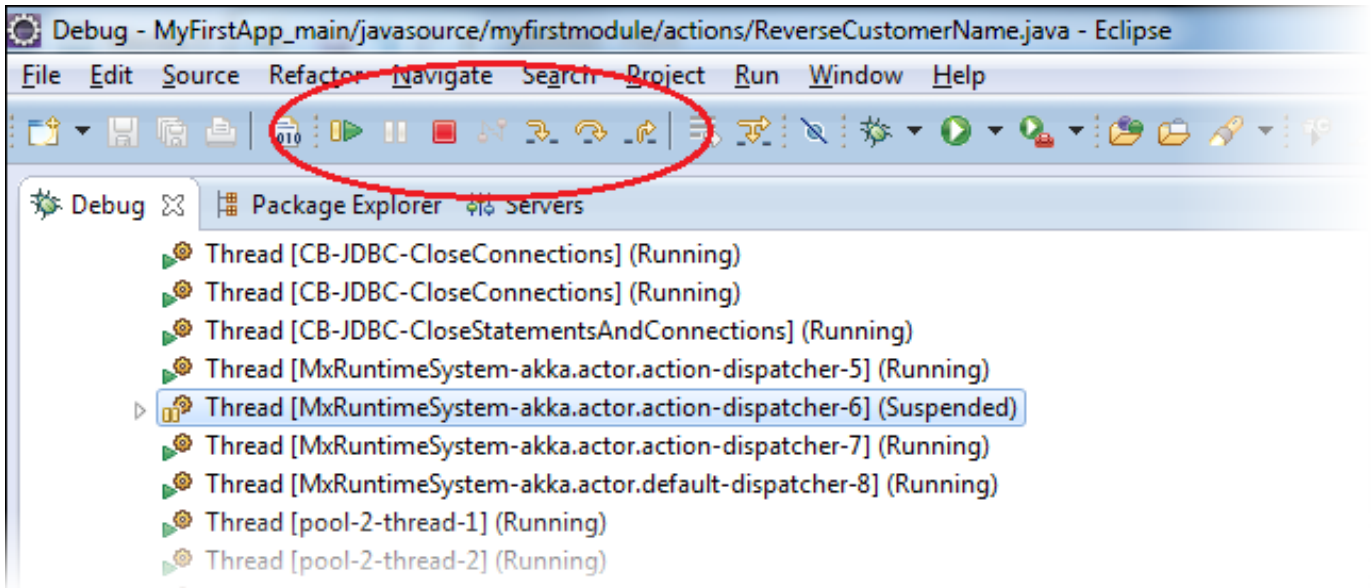 Debug - MyFirstApp_main/javasource/myfirstmodule/actions/ReverseCustomerName.java - Eclipse
File Edit Source Refactor Navigate Search Project Run Window Help
010
Debug Package Explorer Servers
Thread [CB-JDBC-CloseConnections] (Running)
Thread [CB-JDBC-CloseConnections] (Running)
Thread [CB-JDBC-CloseStatementsAndConnections] (Running)
Thread [MxRuntimeSystem-akka.actor.action-dispatcher-5] (Running)
Thread [MxRuntimeSystem-akka.actor.action-dispatcher-6] (Suspended)
Thread [MxRuntimeSystem-akka.actor.action-dispatcher-7] (Running)
Thread [MxRuntimeSystem-akka.actor.default-dispatcher-8] (Running)
Thread [pool-2-thread-1] (Running)
Thread [pool-2-thread-2] (Running)